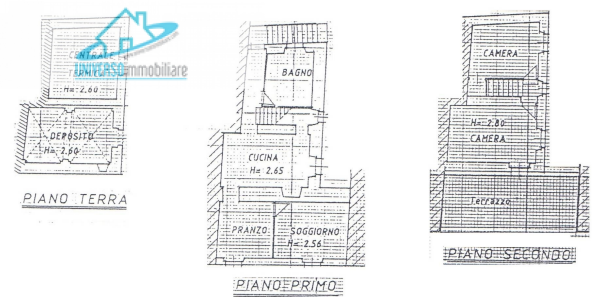 CENTRALE
TERMICA
UNIVERSOimmobiliare
H= 2.60
DEPOSITO
H= 2.60
PIANO TERRA
BAGNO
CUCINA
H= 2.65
PRANZO
SOGGIORNO
H= 2.56
PIANO PRIMO
CAMERA
H= 2.80
CAMERA
Terrazzo
PIANO SECONDO